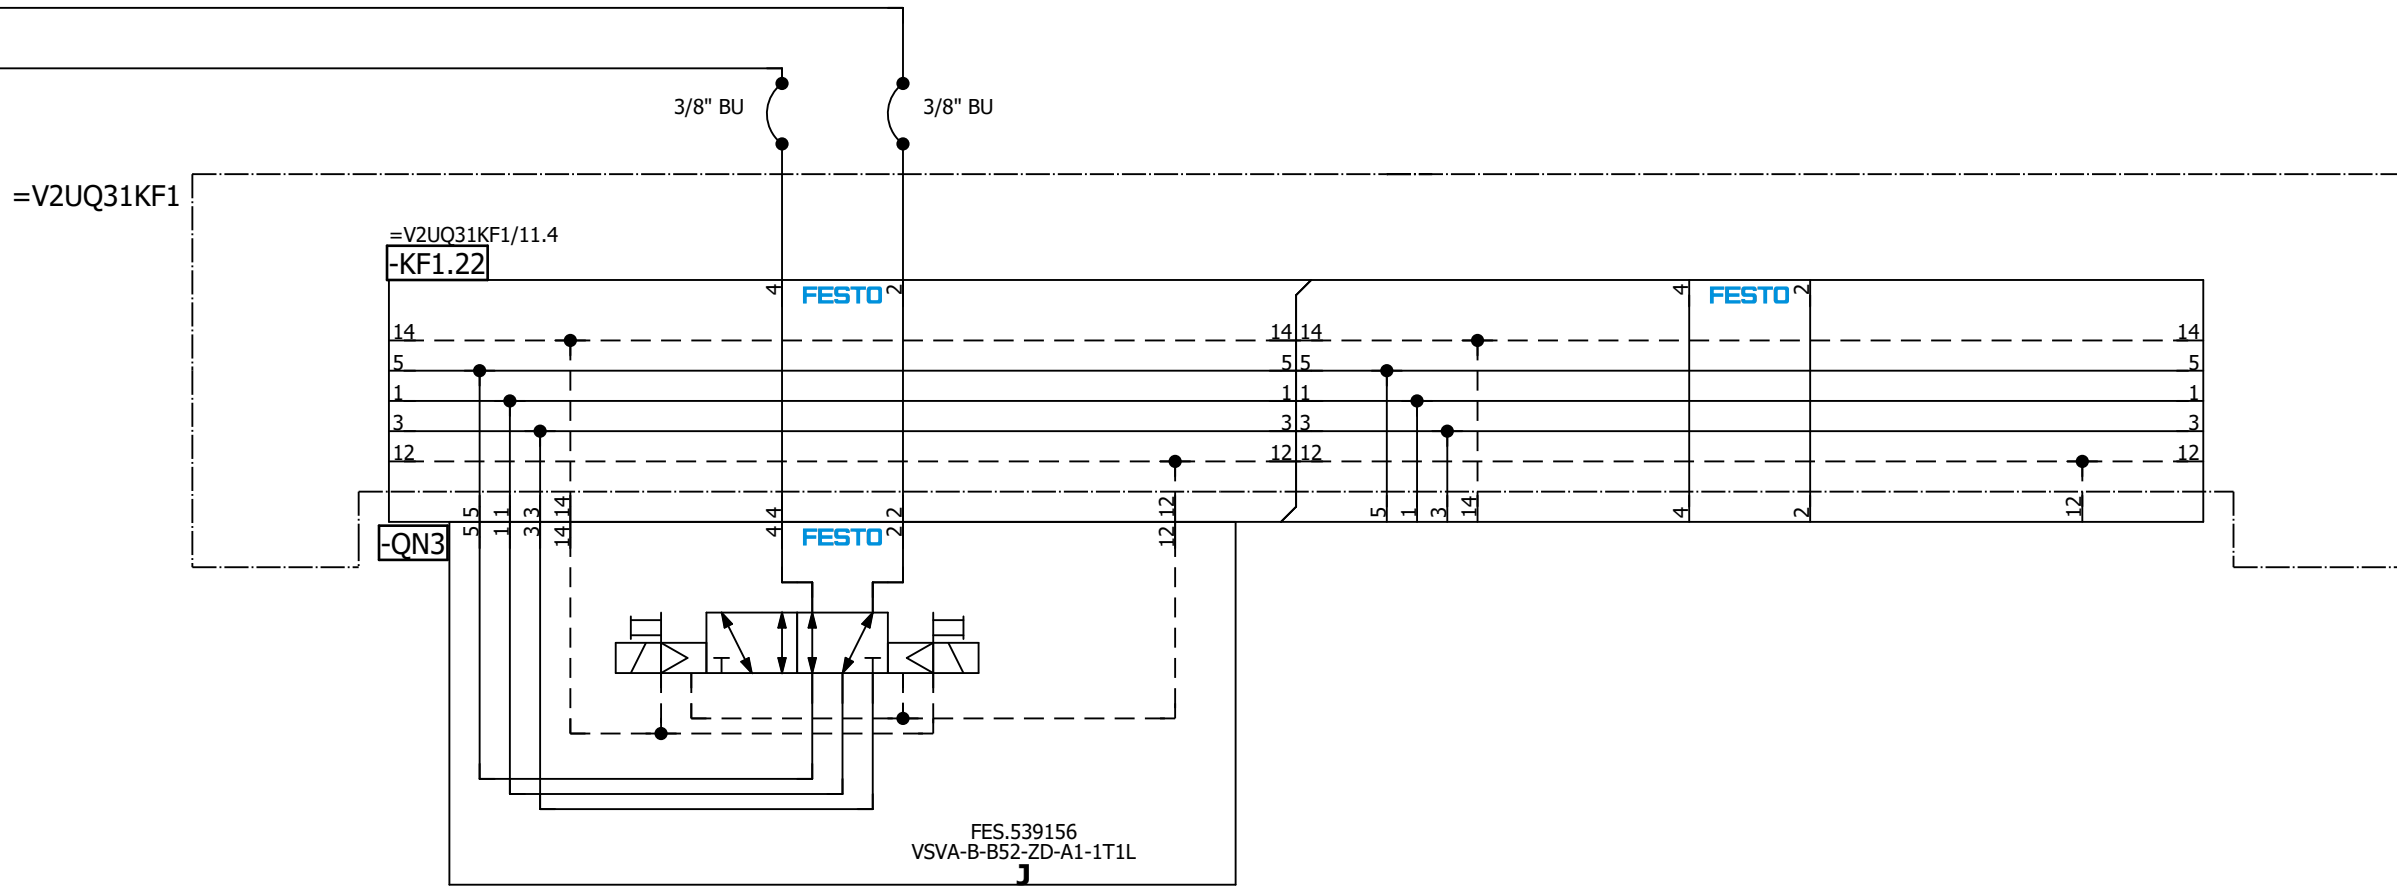 3/8" BU
3/8" BU
=V2UQ31KF1
=V2UQ31KF1/11.4
-KF1.22
4 FESTO 2 4 FESTO 2
14 14 14 14
5 5 5 5
1 1 1 1
3 3 3 3
12 12 12 12
5 1 3 14 4 2 12 5 1 3 14 4 2 12
-QN3
5 1 3 14 4 FESTO 2 12
FES.539156
VSVA-B-B52-ZD-A1-1T1L
J